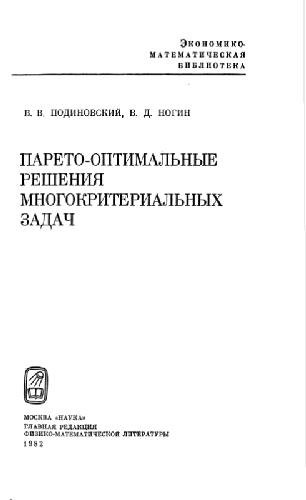 ЭКОНОМИКО-
МАТЕМАТИЧЕСКАЯ
БИБЛИОТЕКА
В. В. ПОДИНОВСКИЙ, В. Д. НОГИН
ПАРЕТО-ОПТИМАЛЬНЫЕ
РЕШЕНИЯ
МНОГОКРИТЕРИАЛЬНЫХ
ЗАДАЧ
МОСКВА «НАУКА»
ГЛАВНАЯ РЕДАКЦИЯ
ФИЗИКО-МАТЕМАТИЧЕСКОЙ ЛИТЕРАТУРЫ
1982